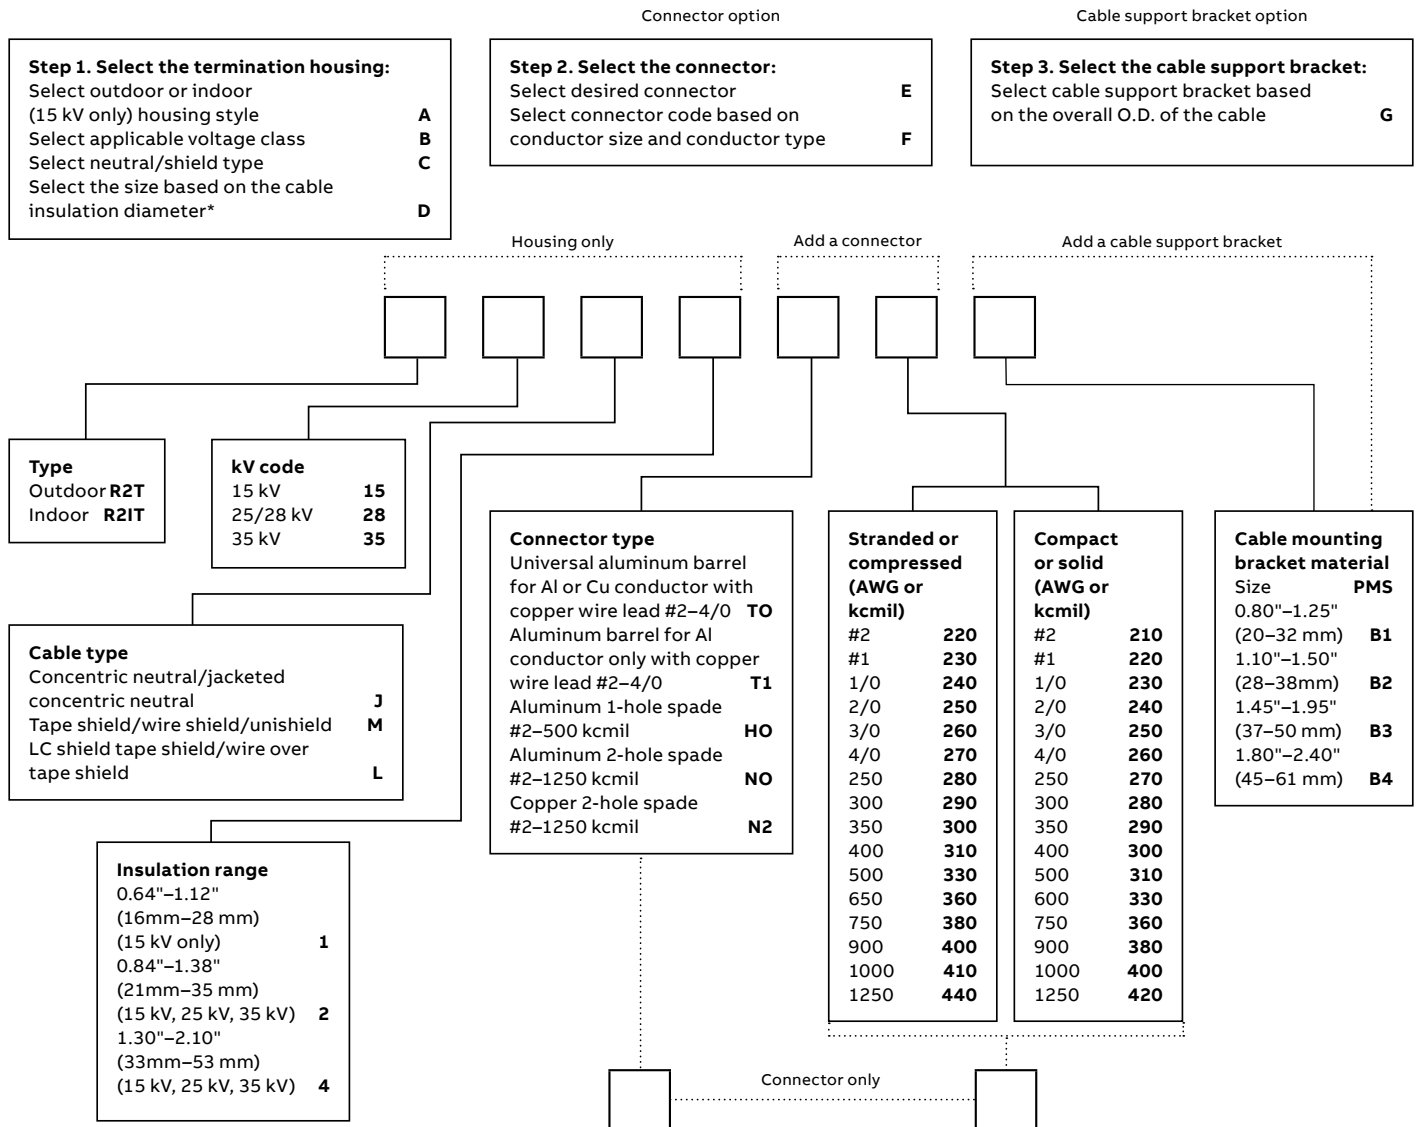 Connector option
Cable support bracket option
Step 1. Select the termination housing:
Select outdoor or indoor
(15 kV only) housing style A
Select applicable voltage class B
Select neutral/shield type C
Select the size based on the cable
insulation diameter* D
Step 2. Select the connector:
Select desired connector E
Select connector code based on
conductor size and conductor type F
Step 3. Select the cable support bracket:
Select cable support bracket based
on the overall O.D. of the cable G
Housing only
Add a connector
Add a cable support bracket
Type
Outdoor R2T
Indoor R2IT
kV code
15 kV 15
25/28 kV 28
35 kV 35
Cable type
Concentric neutral/jacketed
concentric neutral J
Tape shield/wire shield/unishield M
LC shield tape shield/wire over
tape shield L
Insulation range
0.64"–1.12"
(16mm–28 mm)
(15 kV only) 1
0.84"–1.38"
(21mm–35 mm)
(15 kV, 25 kV, 35 kV) 2
1.30"–2.10"
(33mm–53 mm)
(15 kV, 25 kV, 35 kV) 4
Connector type
Universal aluminum barrel
for Al or Cu conductor with
copper wire lead #2–4/0 TO
Aluminum barrel for Al
conductor only with copper
wire lead #2–4/0 T1
Aluminum 1-hole spade
#2–500 kcmil HO
Aluminum 2-hole spade
#2–1250 kcmil NO
Copper 2-hole spade
#2–1250 kcmil N2
Stranded or
compressed
(AWG or
kcmil)
#2 220
#1 230
1/0 240
2/0 250
3/0 260
4/0 270
250 280
300 290
350 300
400 310
500 330
650 360
750 380
900 400
1000 410
1250 440
Compact
or solid
(AWG or
kcmil)
#2 210
#1 220
1/0 230
2/0 240
3/0 250
4/0 260
250 270
300 280
350 290
400 300
500 310
600 330
750 360
900 380
1000 400
1250 420
Cable mounting
bracket material
Size PMS
0.80"–1.25"
(20–32 mm) B1
1.10"–1.50"
(28–38mm) B2
1.45"–1.95"
(37–50 mm) B3
1.80"–2.40"
(45–61 mm) B4
Connector only